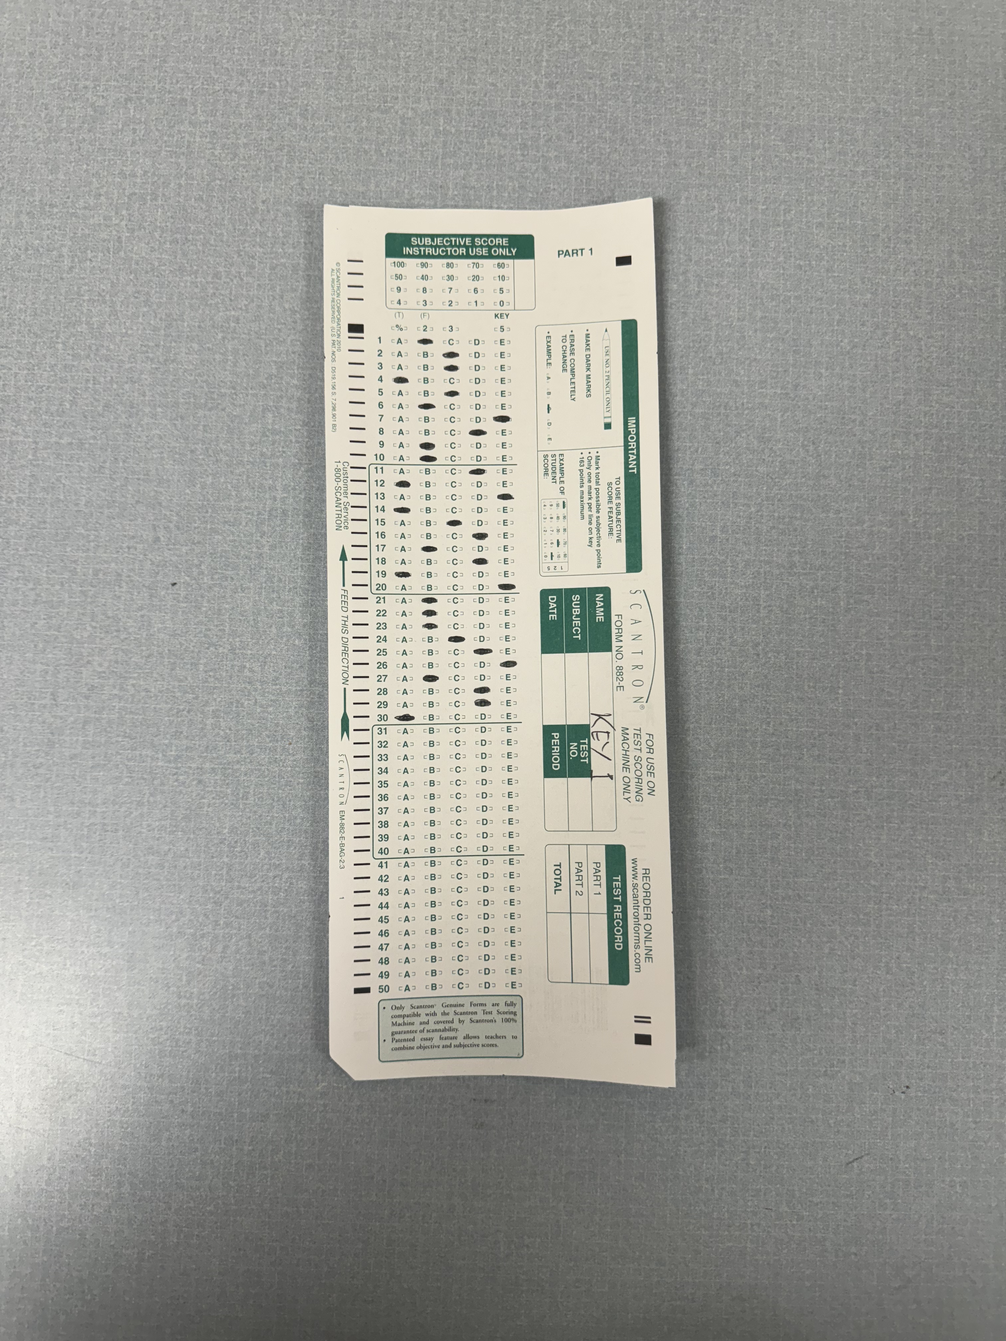 SUBJECTIVE SCORE
INSTRUCTOR USE ONLY
100 90 80 70 60
50 40 30 20 10
9 8 7 6 5
4 3 2 1 0
(T) (F) KEY
% 2 3 5
1 A C D E
2 A B D E
3 A B D E
4 B C D E
5 A B D E
6 A C D E
7 A B C D
8 A B C E
9 A C D E
10 A C D E
11 A B C E
12 B C D E
13 A B C D
14 B C D E
15 A B D E
16 A B C E
17 A C D E
18 A B C E
19 B C D E
20 A B C D
21 A C D E
22 A C D E
23 A C D E
24 A B D E
25 A B C E
26 A B C D
27 A C D E
28 A B C E
29 A B C E
30 B C D E
31 A B C D E
32 A B C D E
33 A B C D E
34 A B C D E
35 A B C D E
36 A B C D E
37 A B C D E
38 A B C D E
39 A B C D E
40 A B C D E
41 A B C D E
42 A B C D E
43 A B C D E
44 A B C D E
45 A B C D E
46 A B C D E
47 A B C D E
48 A B C D E
49 A B C D E
50 A B C D E
• Only Scantron® Genuine Forms are fully
compatible with the Scantron Test Scoring
Machine and covered by Scantron's 100%
guarantee of scannability.
• Patented essay feature allows teachers to
combine objective and subjective scores.
PART 1
IMPORTANT
USE NO. 2 PENCIL ONLY
• MAKE DARK MARKS
• ERASE COMPLETELY
TO CHANGE
• EXAMPLE: A B D E
TO USE SUBJECTIVE
SCORE FEATURE:
• Mark total possible subjective points
• Only one mark per line on key
• 163 points maximum
EXAMPLE OF
STUDENT
SCORE:
SCANTRON®
FORM NO. 882-E
FOR USE ON
TEST SCORING
MACHINE ONLY
REORDER ONLINE
www.scantronforms.com
NAME KEY 1
SUBJECT
TEST
NO.
DATE
PERIOD
TEST RECORD
PART 1
PART 2
TOTAL
© SCANTRON CORPORATION 2010
ALL RIGHTS RESERVED.
Customer Service
1-800-SCANTRON
FEED THIS DIRECTION
SCANTRON EM-882-E-BAG-2:3
1